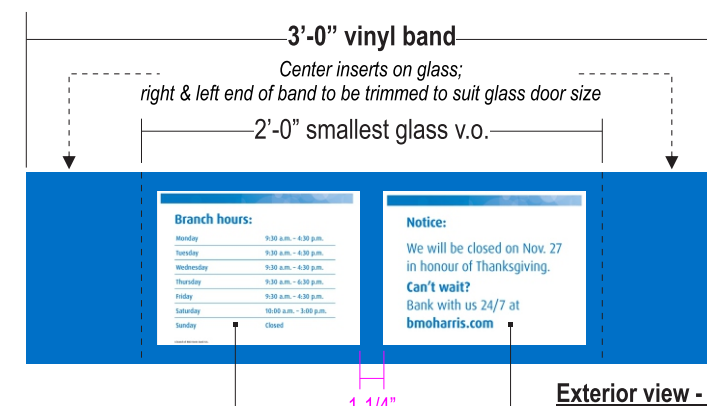 3’-0” vinyl band
Center inserts on glass;
right & left end of band to be trimmed to suit glass door size
2’-0” smallest glass v.o.
Branch hours:
Monday 9:30 a.m. – 4:30 p.m.
Tuesday 9:30 a.m. – 4:30 p.m.
Wednesday 9:30 a.m. – 4:30 p.m.
Thursday 9:30 a.m. – 6:30 p.m.
Friday 9:30 a.m. – 4:30 p.m.
Saturday 10:00 a.m. – 3:00 p.m.
Sunday Closed
Notice:
We will be closed on Nov. 27
in honour of Thanksgiving.
Can’t wait?
Bank with us 24/7 at
bmoharris.com
1 1/4”
Exterior view -